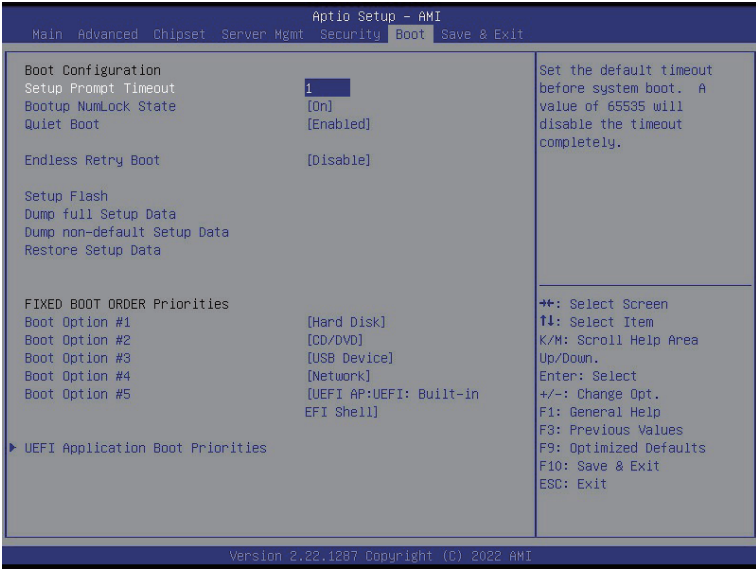 Aptio Setup – AMI
Main Advanced Chipset Server Mgmt Security Boot Save & Exit
Boot Configuration
Setup Prompt Timeout 1
Bootup NumLock State [On]
Quiet Boot [Enabled]
Endless Retry Boot [Disable]
Setup Flash
Dump full Setup Data
Dump non-default Setup Data
Restore Setup Data
FIXED BOOT ORDER Priorities
Boot Option #1 [Hard Disk]
Boot Option #2 [CD/DVD]
Boot Option #3 [USB Device]
Boot Option #4 [Network]
Boot Option #5 [UEFI AP:UEFI: Built-in
EFI Shell]
▶ UEFI Application Boot Priorities
Set the default timeout
before system boot. A
value of 65535 will
disable the timeout
completely.
→←: Select Screen
↑↓: Select Item
K/M: Scroll Help Area
Up/Down.
Enter: Select
+/-: Change Opt.
F1: General Help
F3: Previous Values
F9: Optimized Defaults
F10: Save & Exit
ESC: Exit
Version 2.22.1287 Copyright (C) 2022 AMI